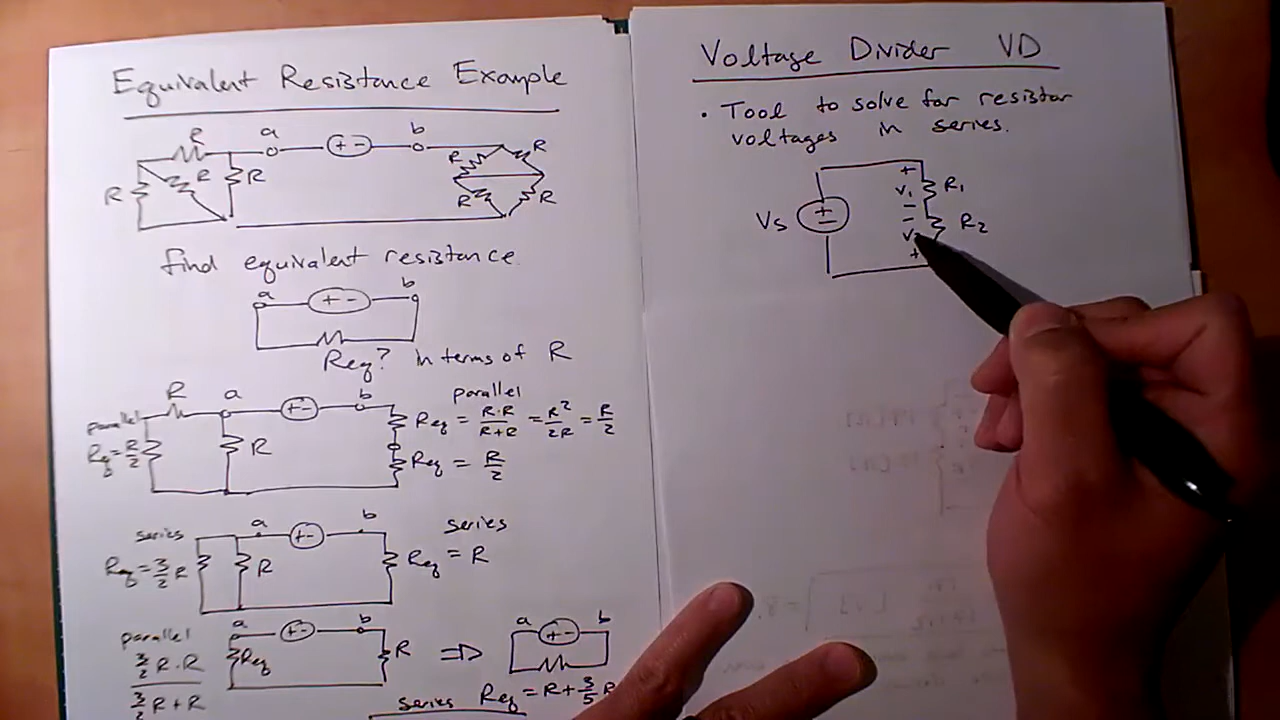 Equivalent Resistance Example
R
a
+ -
b
R
R
R
R
R
R
R
find equivalent resistance
a
+ -
b
Req? in terms of R
R
a
+ -
b
parallel
Req = R/2
R
parallel
Req = R·R/R+R = R²/2R = R/2
Req = R/2
series
Req = 3/2 R
a
+ -
b
R
series
Req = R
parallel
3/2 R·R
3/2 R + R
a
+ -
b
Req
R
⇒
a
+ -
b
series Req = R + 3/5 R
Voltage Divider VD
• Tool to solve for resistor
voltages in series.
Vs
+
-
+
V1
-
R1
-
+
R2